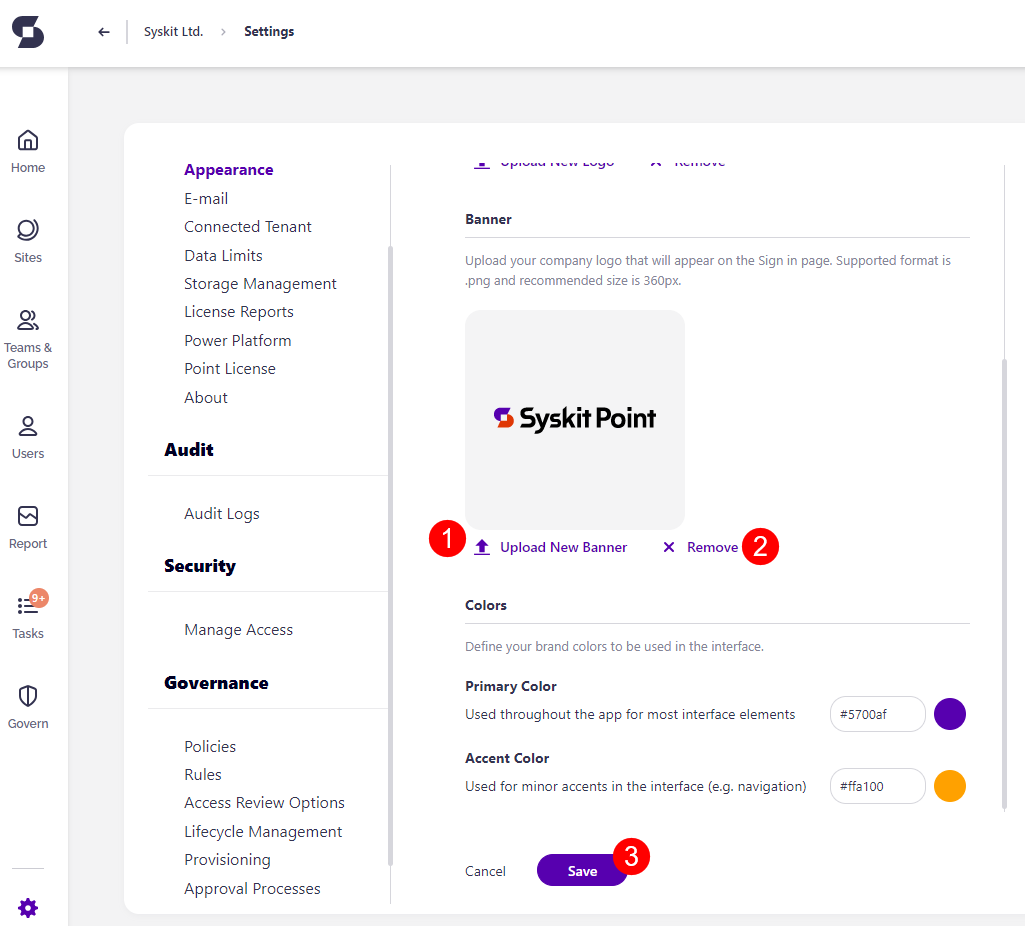 Syskit Ltd. > Settings
Home
Sites
Teams &
Groups
Users
Report
9+
Tasks
Govern
Appearance
E-mail
Connected Tenant
Data Limits
Storage Management
License Reports
Power Platform
Point License
About
Audit
Audit Logs
Security
Manage Access
Governance
Policies
Rules
Access Review Options
Lifecycle Management
Provisioning
Approval Processes
Upload New Logo Remove
Banner
Upload your company logo that will appear on the Sign in page. Supported format is
.png and recommended size is 360px.
Syskit Point
1 Upload New Banner Remove 2
Colors
Define your brand colors to be used in the interface.
Primary Color
Used throughout the app for most interface elements #5700af
Accent Color
Used for minor accents in the interface (e.g. navigation) #ffa100
Cancel Save 3